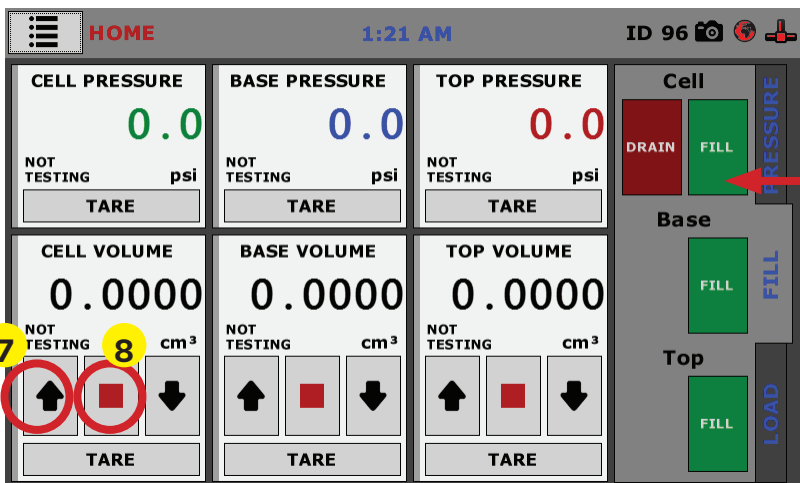 HOME
1:21 AM
ID 96
CELL PRESSURE
0.0
NOT
TESTING
psi
TARE
BASE PRESSURE
0.0
NOT
TESTING
psi
TARE
TOP PRESSURE
0.0
NOT
TESTING
psi
TARE
CELL VOLUME
0.0000
NOT
TESTING
cm³
7
8
TARE
BASE VOLUME
0.0000
NOT
TESTING
cm³
TARE
TOP VOLUME
0.0000
NOT
TESTING
cm³
TARE
Cell
DRAIN
FILL
Base
FILL
Top
FILL
PRESSURE
FILL
LOAD